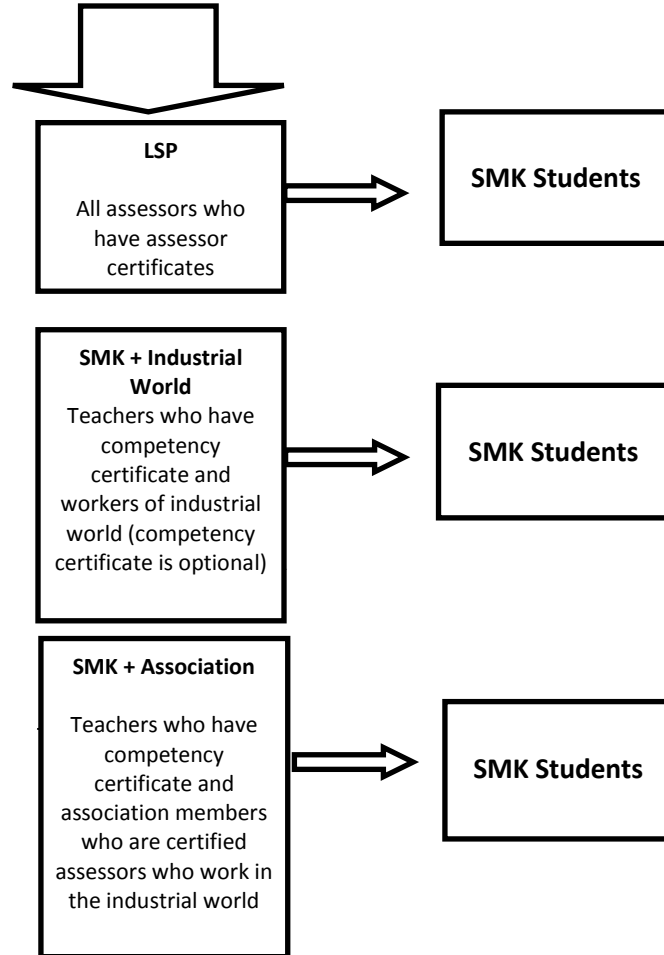 LSP
All assessors who
have assessor
certificates
SMK Students
SMK + Industrial
World
Teachers who have
competency
certificate and
workers of industrial
world (competency
certificate is optional)
SMK Students
SMK + Association
Teachers who have
competency
certificate and
association members
who are certified
assessors who work in
the industrial world
SMK Students